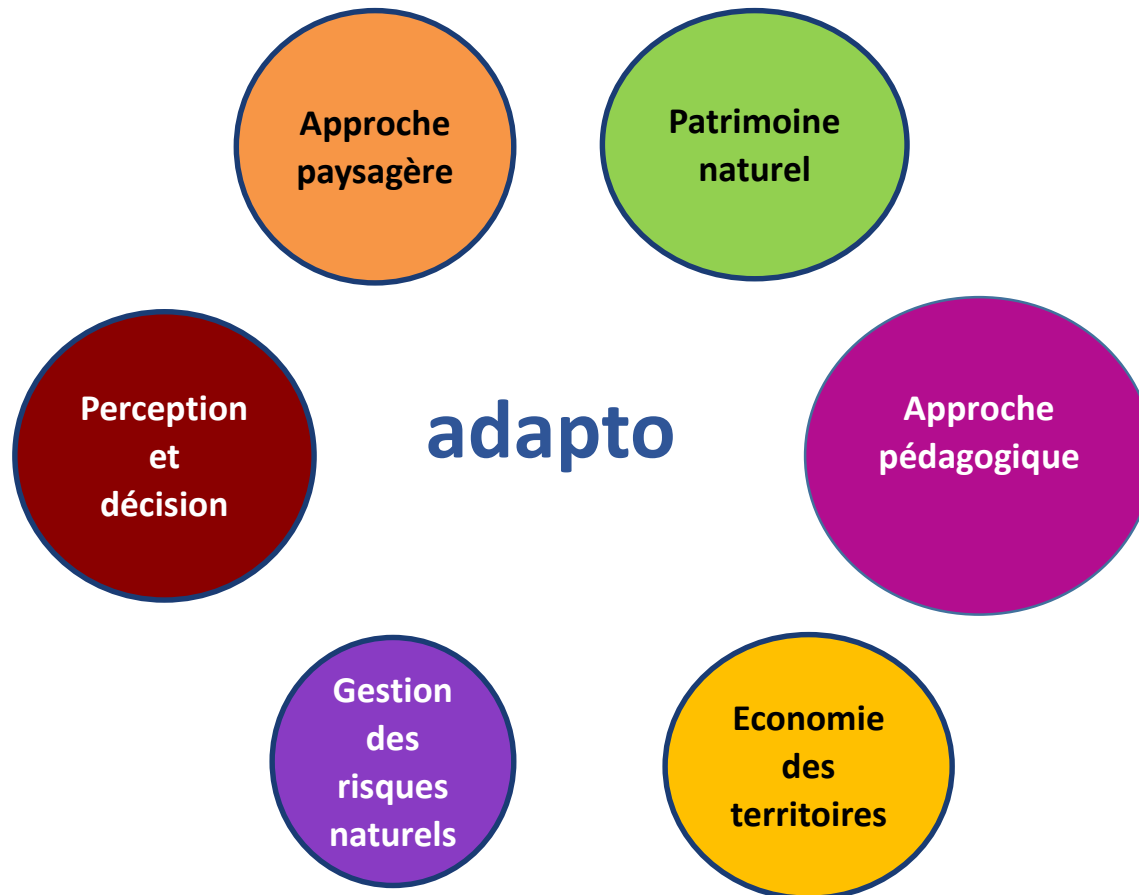 Approche
paysagère
Patrimoine
naturel
Perception
et
décision
adapto
Approche
pédagogique
Gestion
des
risques
naturels
Economie
des
territoires